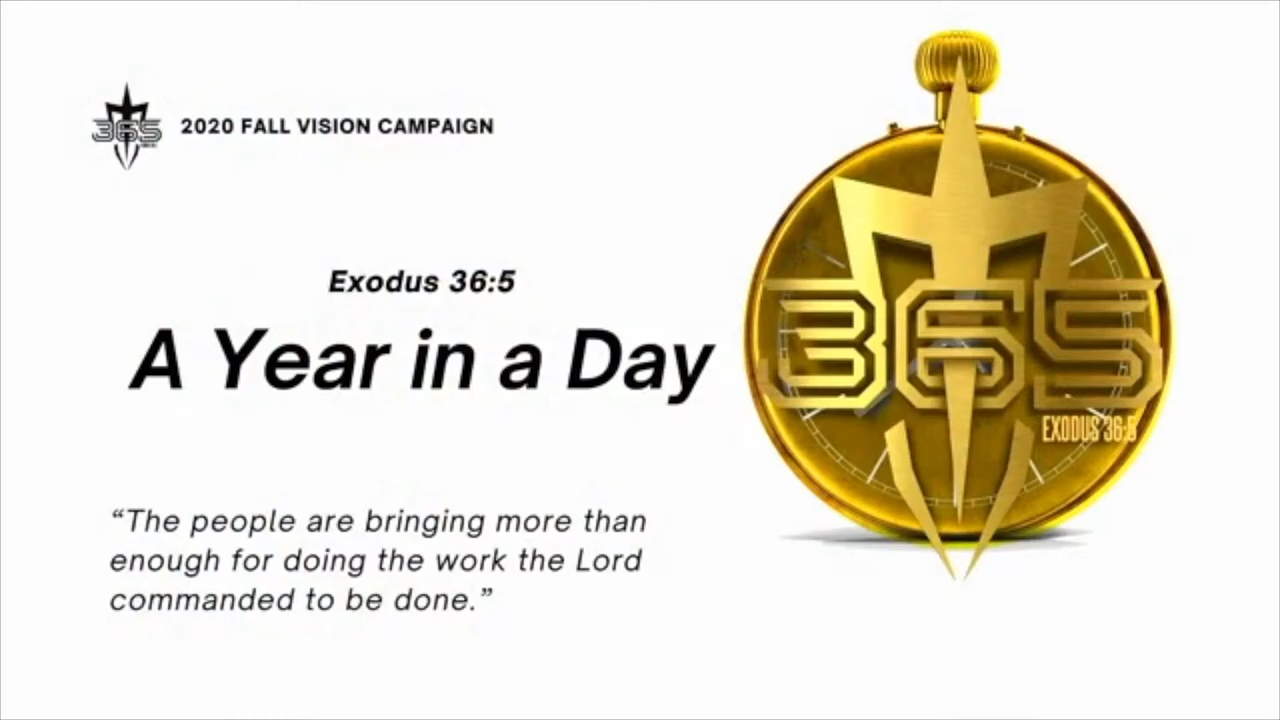 365
2020 FALL VISION CAMPAIGN
Exodus 36:5
A Year in a Day
“The people are bringing more than
enough for doing the work the Lord
commanded to be done.”
365
EXODUS 36:5